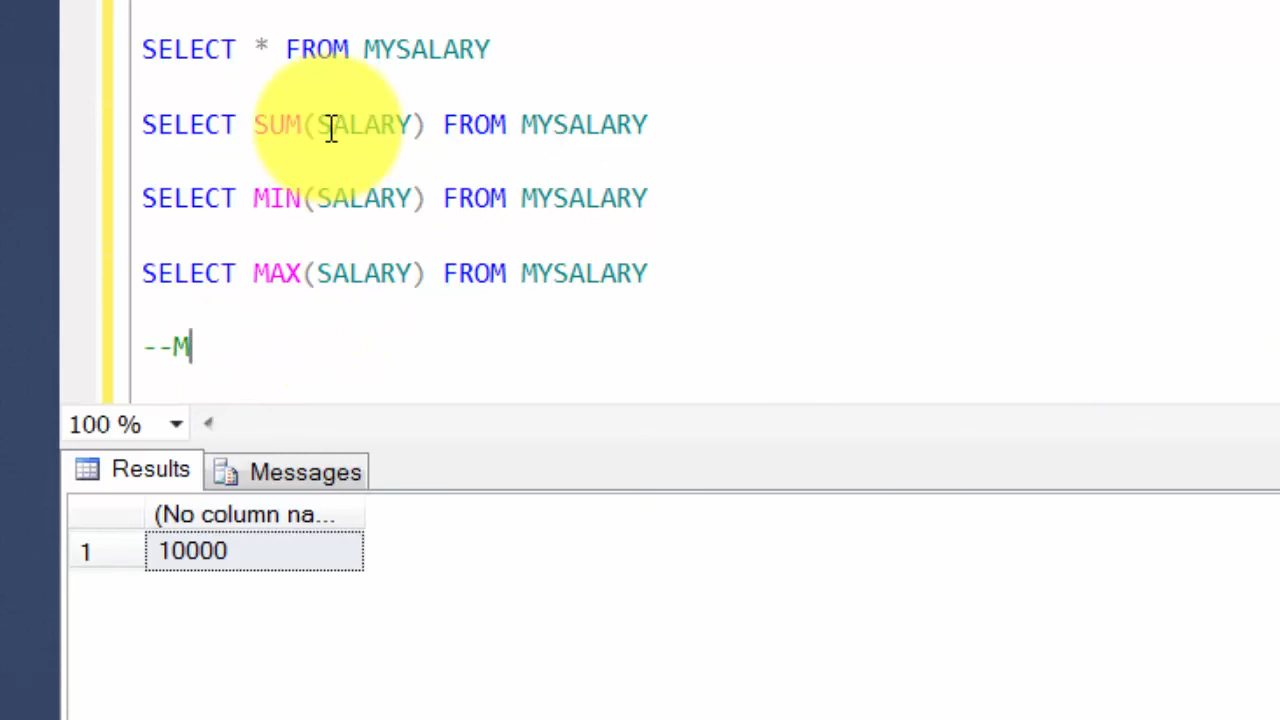 SELECT * FROM MYSALARY
SELECT SUM(SALARY) FROM MYSALARY
SELECT MIN(SALARY) FROM MYSALARY
SELECT MAX(SALARY) FROM MYSALARY
--M
100 %
Results Messages
(No column na...
1 10000